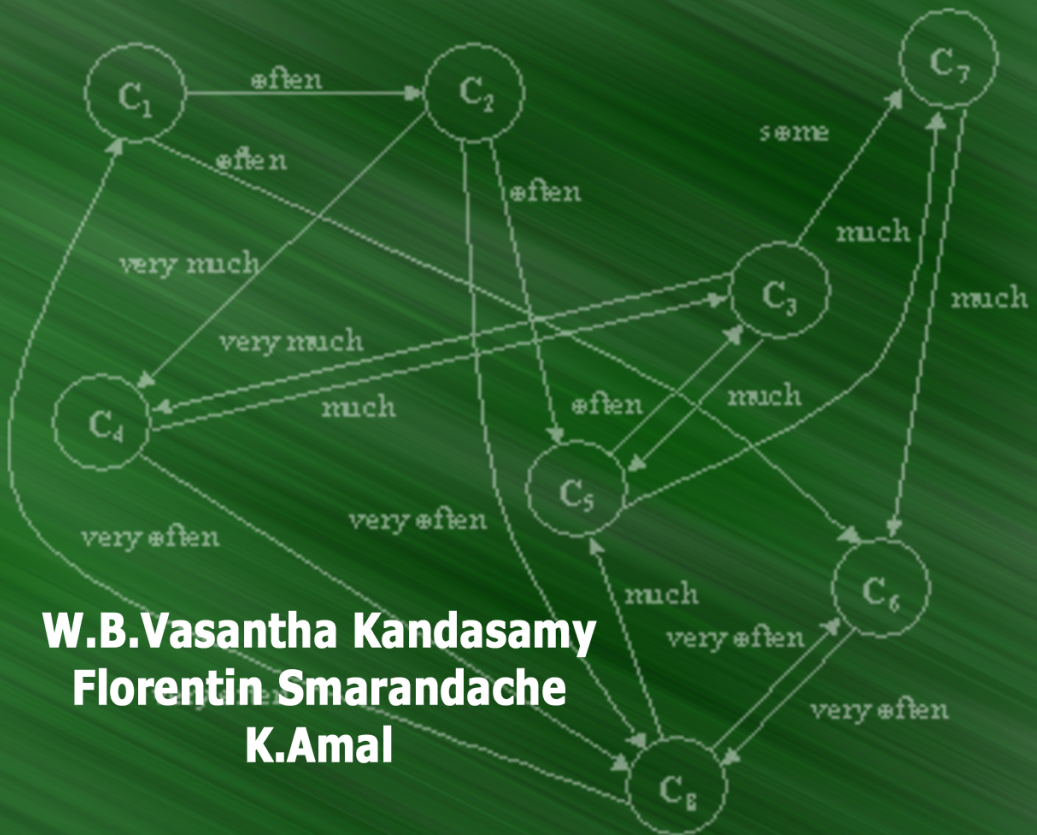 C₇
C₁
often
C₂
some
often
often
much
very much
C₃
much
very much
much
much
often
C₄
C₅
very often
very often
C₆
much
W.B.Vasantha Kandasamy
very often
Florentin Smarandache
very often
K.Amal
C₈